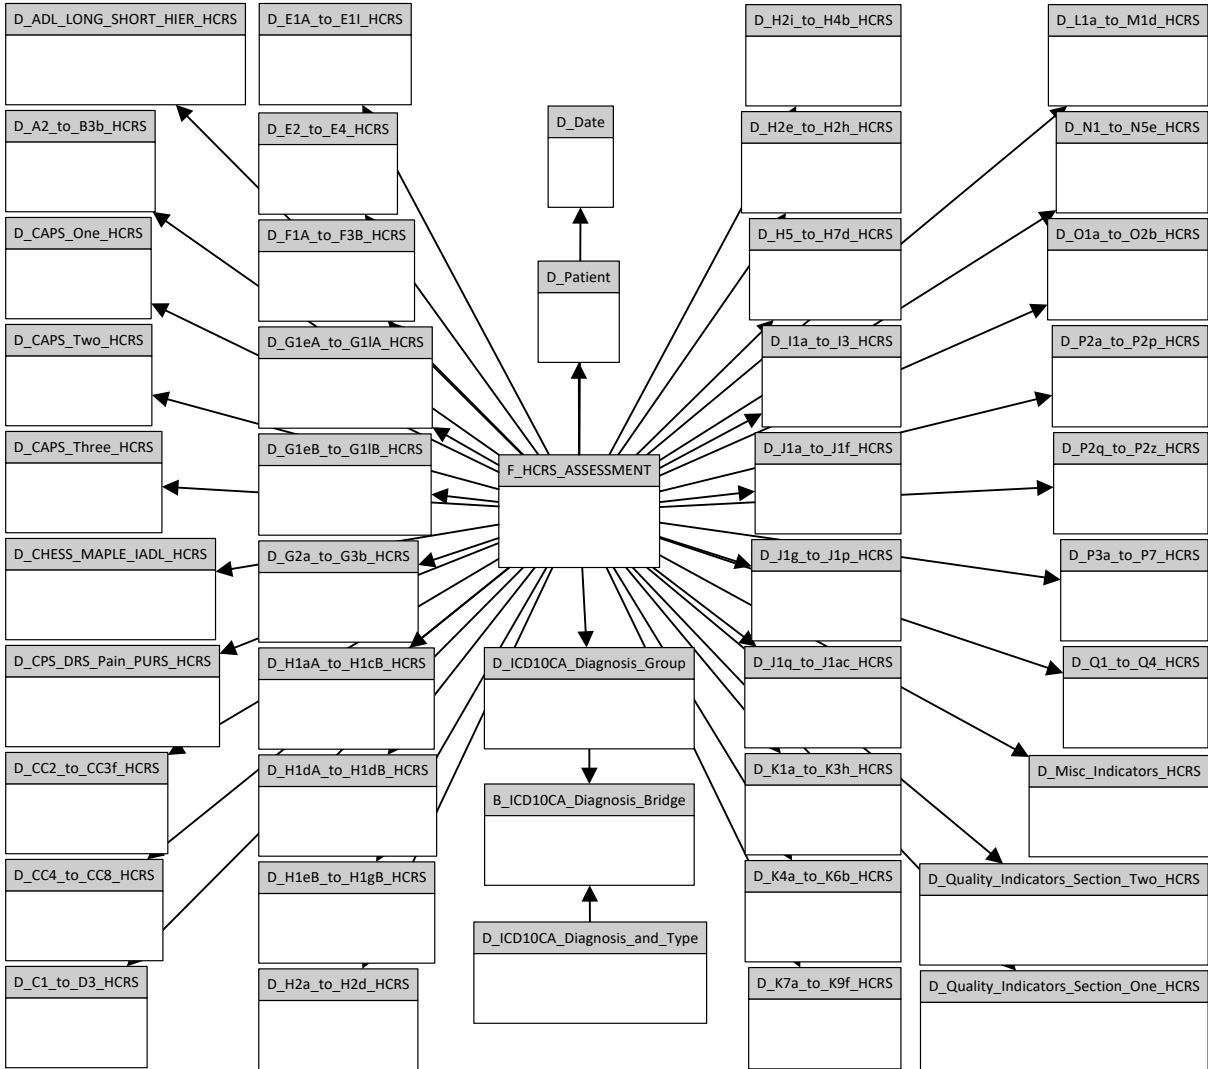 D_ADL_LONG_SHORT_HIER_HCRS
D_A2_to_B3b_HCRS
D_CAPS_One_HCRS
D_CAPS_Two_HCRS
D_CAPS_Three_HCRS
D_CHESS_MAPLE_IADL_HCRS
D_CPS_DRS_Pain_PURS_HCRS
D_CC2_to_CC3f_HCRS
D_CC4_to_CC8_HCRS
D_C1_to_D3_HCRS
D_E1A_to_E1I_HCRS
D_E2_to_E4_HCRS
D_F1A_to_F3B_HCRS
D_G1eA_to_G1lA_HCRS
D_G1eB_to_G1lB_HCRS
D_G2a_to_G3b_HCRS
D_H1aA_to_H1cB_HCRS
D_H1dA_to_H1dB_HCRS
D_H1eB_to_H1gB_HCRS
D_H2a_to_H2d_HCRS
D_Date
D_Patient
F_HCRS_ASSESSMENT
D_ICD10CA_Diagnosis_Group
B_ICD10CA_Diagnosis_Bridge
D_ICD10CA_Diagnosis_and_Type
D_H2i_to_H4b_HCRS
D_H2e_to_H2h_HCRS
D_H5_to_H7d_HCRS
D_I1a_to_I3_HCRS
D_J1a_to_J1f_HCRS
D_J1g_to_J1p_HCRS
D_J1q_to_J1ac_HCRS
D_K1a_to_K3h_HCRS
D_K4a_to_K6b_HCRS
D_K7a_to_K9f_HCRS
D_L1a_to_M1d_HCRS
D_N1_to_N5e_HCRS
D_O1a_to_O2b_HCRS
D_P2a_to_P2p_HCRS
D_P2q_to_P2z_HCRS
D_P3a_to_P7_HCRS
D_Q1_to_Q4_HCRS
D_Misc_Indicators_HCRS
D_Quality_Indicators_Section_Two_HCRS
D_Quality_Indicators_Section_One_HCRS